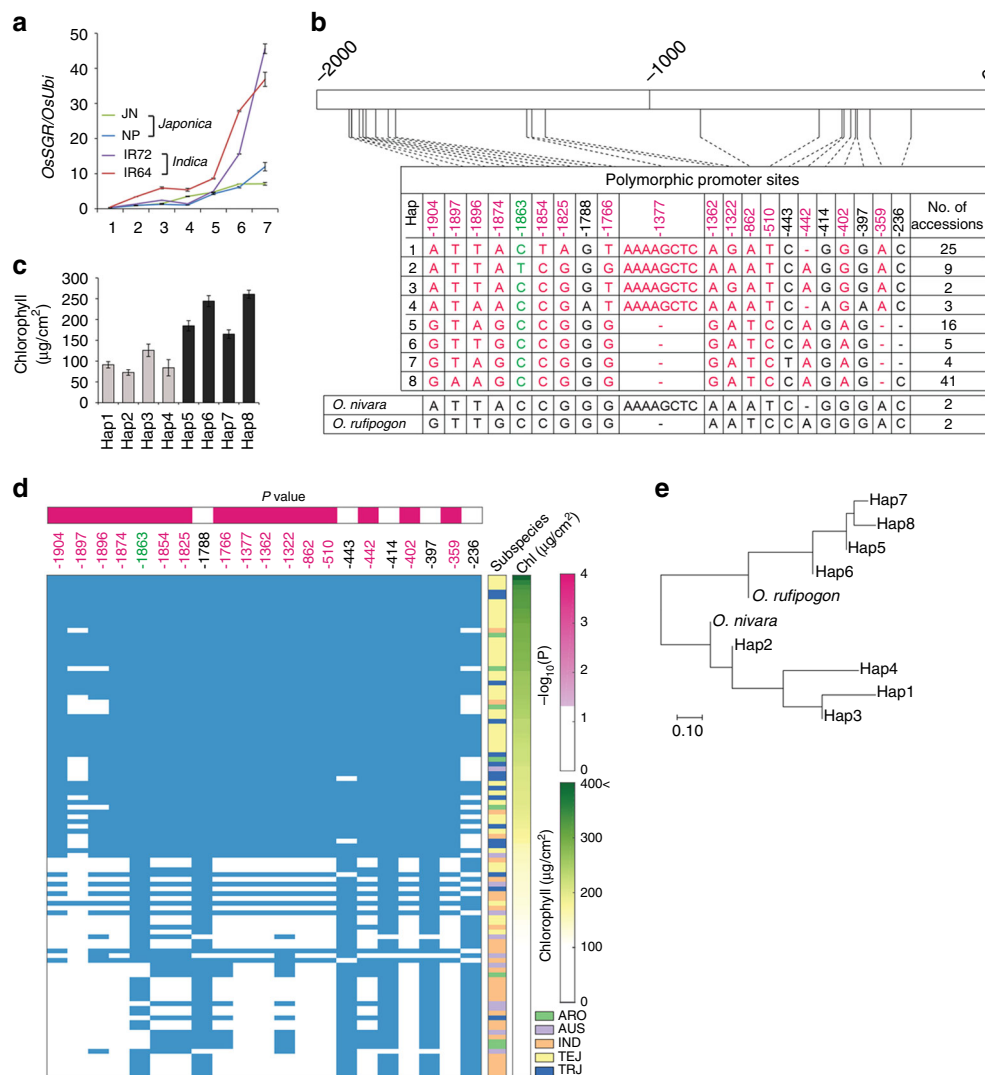 a
OsSGR/OsUbi
50
40
30
20
10
0
JN
NP
Japonica
IR72
IR64
Indica
1 2 3 4 5 6 7
b
-2000
-1000
Polymorphic promoter sites
Hap -1904 -1897 -1896 -1874 -1863 -1854 -1825 -1788 -1766 -1377 -1362 -1322 -862 -510 -443 -442 -414 -402 -397 -359 -236 No. of accessions
1 A T T A C T A G T AAAAGCTC A G A T C - G G G A C 25
2 A T T A T C G G G AAAAGCTC A A A T C A G G G A C 9
3 A T T A C C G G T AAAAGCTC A G A T C A G G G A C 2
4 A T A A C C G A T AAAAGCTC A A A T C - A G A A C 3
5 G T A G C C G G G - G A T C C A G A G - - 16
6 G T T G C C G G G - G A T C C A G A G - - 5
7 G T A G C C G G G - G A T C T A G A G - C 4
8 G A A G C C G G G - G A T C C A G A G - C 41
O. nivara A T T A C C G G G AAAAGCTC A A A T C - G G G A C 2
O. rufipogon G T T G C C G G G - A A T C C A G G G A C 2
c
Chlorophyll
(µg/cm²)
300
250
200
150
100
50
0
Hap1 Hap2 Hap3 Hap4 Hap5 Hap6 Hap7 Hap8
d
P value
-1904 -1897 -1896 -1874 -1863 -1854 -1825 -1788 -1766 -1377 -1362 -1322 -862 -510 -443 -442 -414 -402 -397 -359 -236 Subspecies Chl (µg/cm²)
–log₁₀(P)
4
3
2
1
0
Chlorophyll (µg/cm²)
400<
300
200
100
0
ARO
AUS
IND
TEJ
TRJ
e
Hap7
Hap8
Hap5
Hap6
O. rufipogon
O. nivara
Hap2
Hap4
Hap1
Hap3
0.10